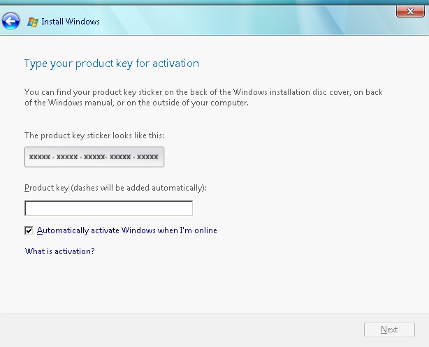 Install Windows
Type your product key for activation
You can find your product key sticker on the back of the Windows installation disc cover, on back
of the Windows manual, or on the outside of your computer.
The product key sticker looks like this:
XXXXX - XXXXX - XXXXX- XXXXX - XXXXX
Product key (dashes will be added automatically):
Automatically activate Windows when I'm online
What is activation?
Next